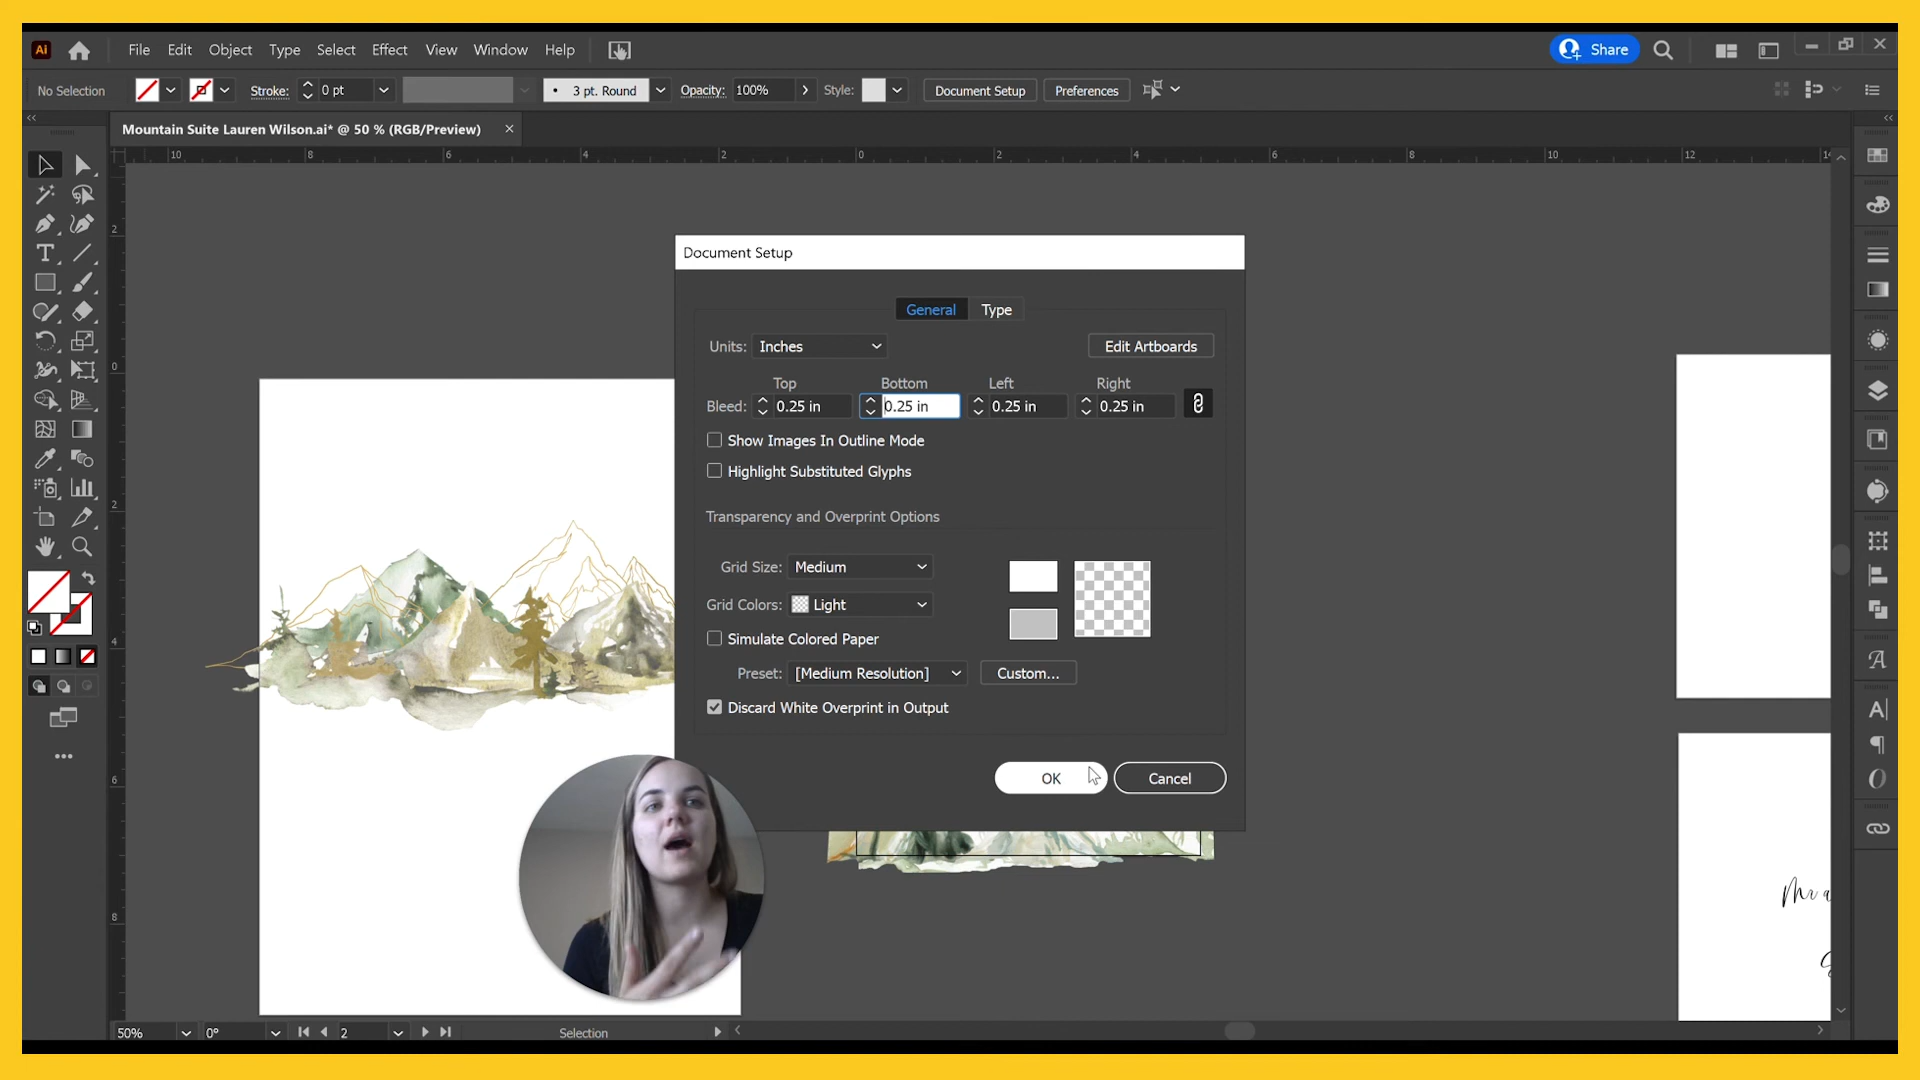 Ai File Edit Object Type Select Effect View Window Help Share
No Selection Stroke: 0 pt 3 pt. Round Opacity: 100% Style: Document Setup Preferences
Mountain Suite Lauren Wilson.ai* @ 50 % (RGB/Preview)
10 8 6 4 2 0 2 4 6 8 10 12
2
0
2
4
6
8
Document Setup
General Type
Units: Inches Edit Artboards
Top Bottom Left Right
Bleed: 0.25 in 0.25 in 0.25 in 0.25 in
Show Images In Outline Mode
Highlight Substituted Glyphs
Transparency and Overprint Options
Grid Size: Medium
Grid Colors: Light
Simulate Colored Paper
Preset: [Medium Resolution] Custom...
Discard White Overprint in Output
OK Cancel
50% 0° 2 Selection